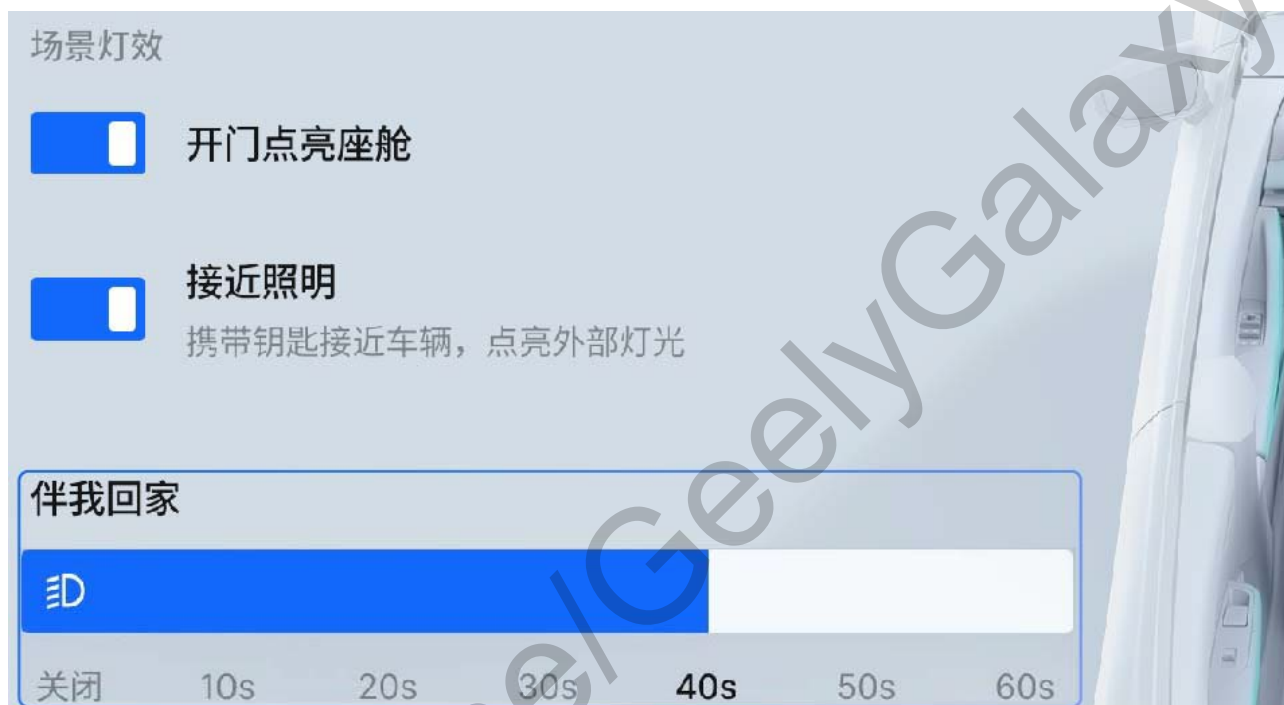 场景灯效
开门点亮座舱
接近照明
携带钥匙接近车辆，点亮外部灯光
伴我回家
关闭 10s 20s 30s 40s 50s 60s
e/GeelyGalaxy